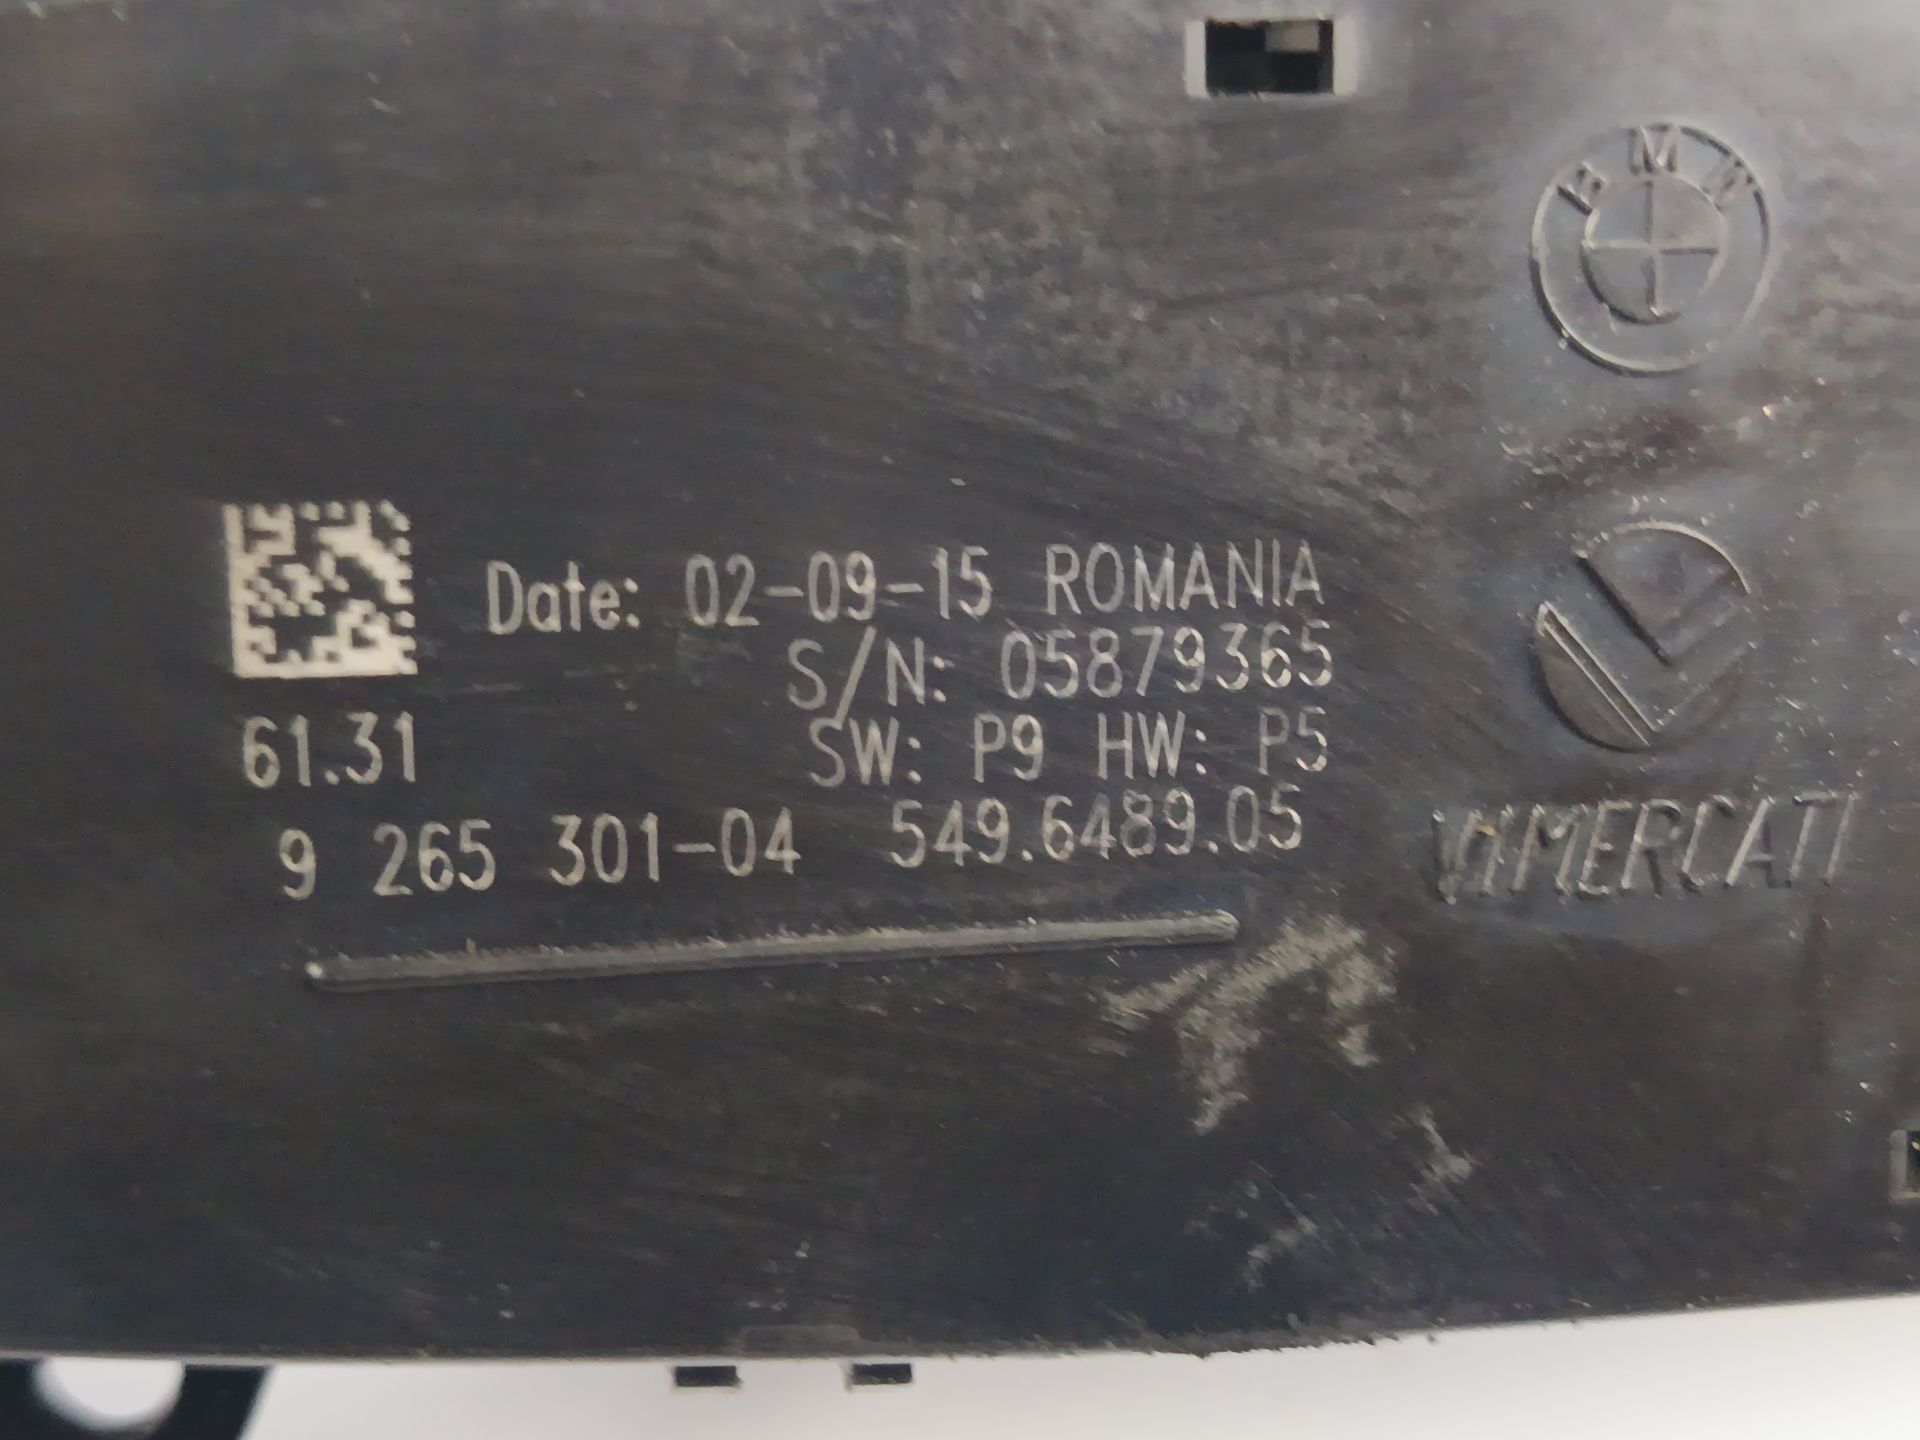 BMW
Date: 02-09-15 ROMANIA
S/N: 05879365
61.31 SW: P9 HW: P5
9 265 301-04 549.6489.05
VIMERCATI